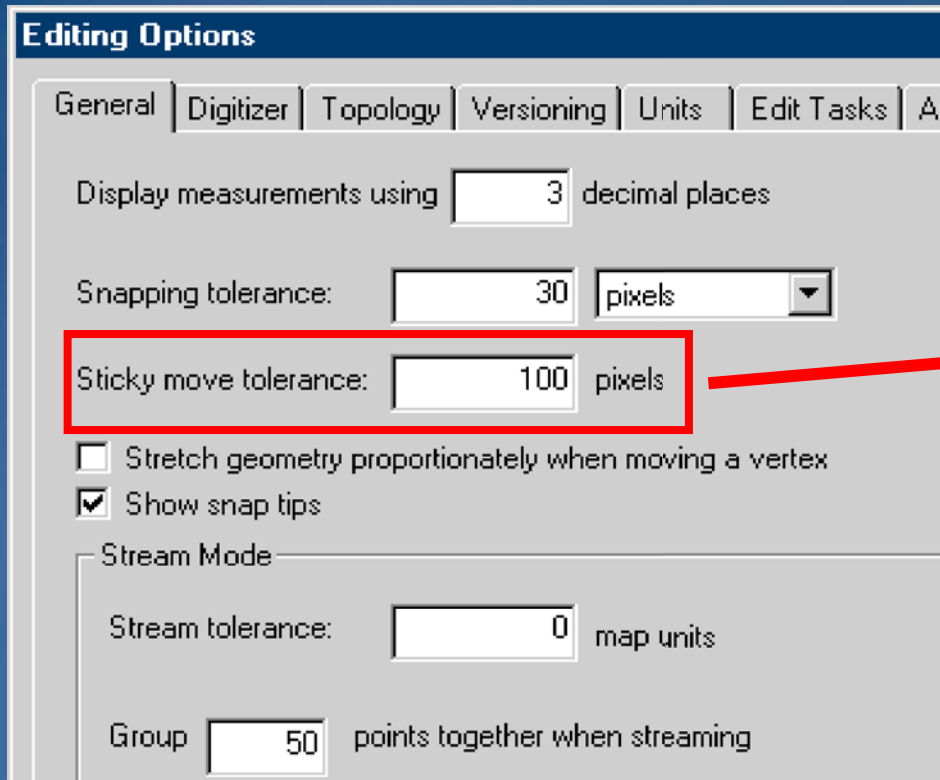 Editing Options
General Digitizer Topology Versioning Units Edit Tasks A
Display measurements using 3 decimal places
Snapping tolerance: 30 pixels
Sticky move tolerance: 100 pixels
Stretch geometry proportionately when moving a vertex
Show snap tips
Stream Mode
Stream tolerance: 0 map units
Group 50 points together when streaming